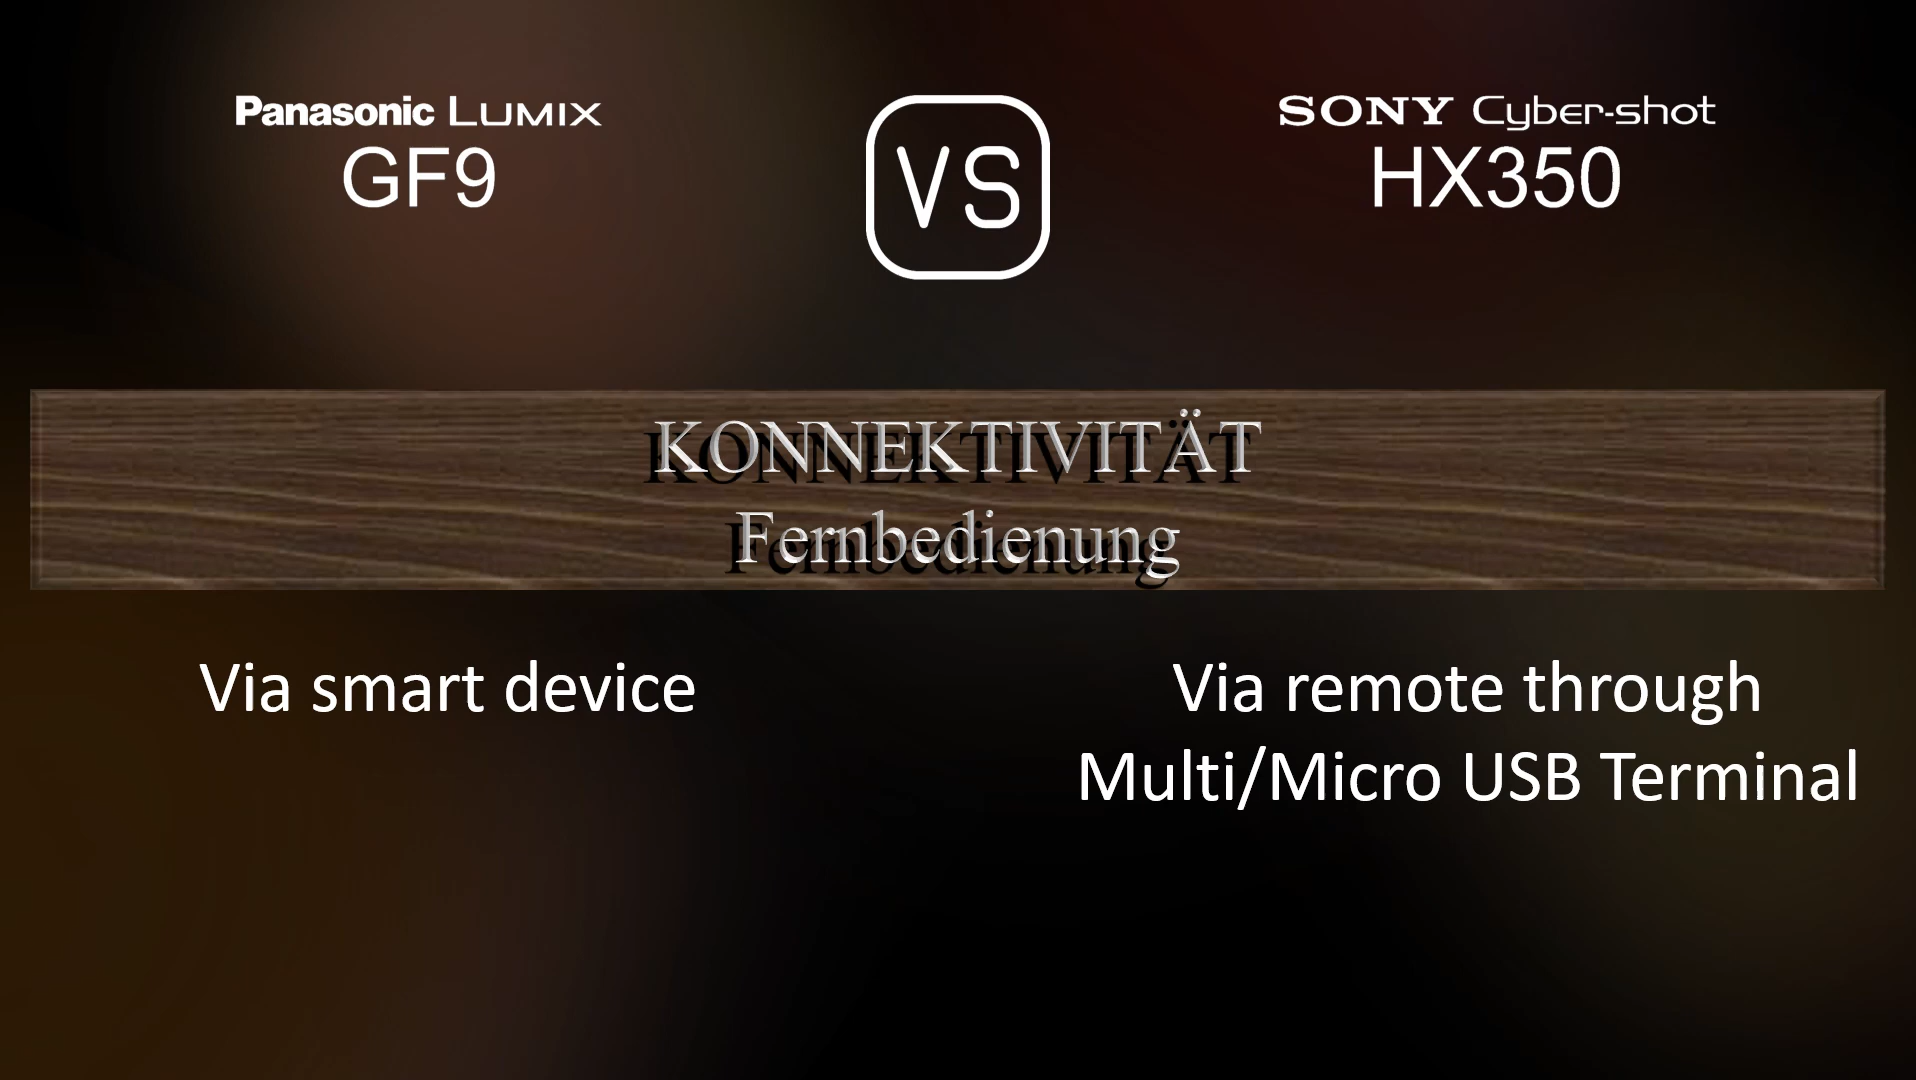 Panasonic LUMIX
GF9
VS
SONY Cyber-shot
HX350
KONNEKTIVITÄT
Fernbedienung
Via smart device
Via remote through
Multi/Micro USB Terminal